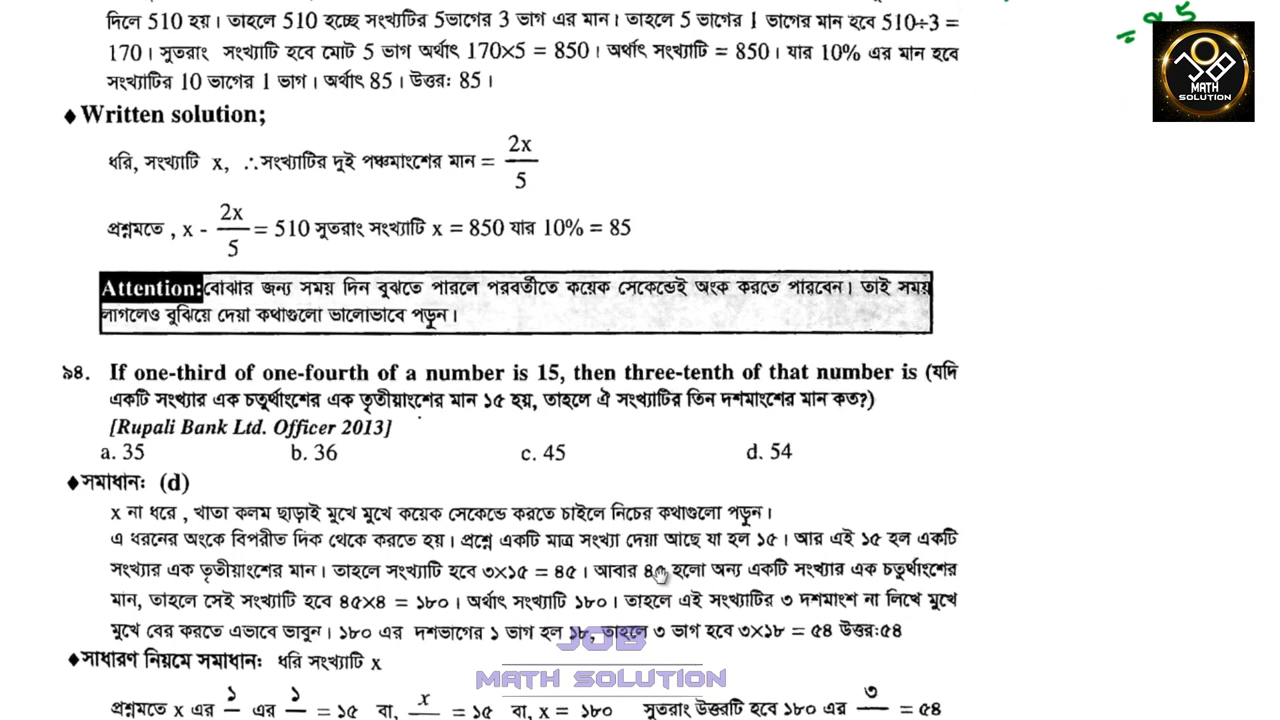 দিলে 510 হয়। তাহলে 510 হচ্ছে সংখ্যাটির 5ভাগের 3 ভাগ এর মান। তাহলে 5 ভাগের 1 ভাগের মান হবে 510÷3 =
170। সুতরাং সংখ্যাটি হবে মোট 5 ভাগ অর্থাৎ 170×5 = 850। অর্থাৎ সংখ্যাটি = 850। যার 10% এর মান হবে
সংখ্যাটির 10 ভাগের 1 ভাগ। অর্থাৎ 85। উত্তরঃ 85।
MATH
SOLUTION
♦Written solution;
ধরি, সংখ্যাটি x, ∴সংখ্যাটির দুই পঞ্চমাংশের মান = 2x/5
প্রশ্নমতে , x - 2x/5 = 510 সুতরাং সংখ্যাটি x = 850 যার 10% = 85
Attention:বোঝার জন্য সময় দিন বুঝতে পারলে পরবর্তীতে কয়েক সেকেন্ডেই অংক করতে পারবেন। তাই সময়
লাগলেও বুঝিয়ে দেয়া কথাগুলো ভালোভাবে পড়ুন।
৯৪. If one-third of one-fourth of a number is 15, then three-tenth of that number is (যদি
একটি সংখ্যার এক চতুর্থাংশের এক তৃতীয়াংশের মান ১৫ হয়, তাহলে ঐ সংখ্যাটির তিন দশমাংশের মান কত?)
[Rupali Bank Ltd. Officer 2013]
a. 35 b. 36 c. 45 d. 54
♦সমাধানঃ (d)
x না ধরে , খাতা কলম ছাড়াই মুখে মুখে কয়েক সেকেন্ডে করতে চাইলে নিচের কথাগুলো পড়ুন।
এ ধরনের অংকে বিপরীত দিক থেকে করতে হয়। প্রশ্নে একটি মাত্র সংখ্যা দেয়া আছে যা হল ১৫। আর এই ১৫ হল একটি
সংখ্যার এক তৃতীয়াংশের মান। তাহলে সংখ্যাটি হবে ৩×১৫ = ৪৫। আবার ৪৫ হলো অন্য একটি সংখ্যার এক চতুর্থাংশের
মান, তাহলে সেই সংখ্যাটি হবে ৪৫×৪ = ১৮০। অর্থাৎ সংখ্যাটি ১৮০। তাহলে এই সংখ্যাটির ৩ দশমাংশ না লিখে মুখে
মুখে বের করতে এভাবে ভাবুন। ১৮০ এর দশভাগের ১ ভাগ হল ১৮, তাহলে ৩ ভাগ হবে ৩×১৮ = ৫৪ উত্তর:৫৪
JOB
MATH SOLUTION
♦সাধারণ নিয়মে সমাধানঃ ধরি সংখ্যাটি x
প্রশ্নমতে x এর ১ এর ১ = ১৫ বা, x = ১৫ বা, x = ১৮০ সুতরাং উত্তরটি হবে ১৮০ এর ৩ = ৫৪